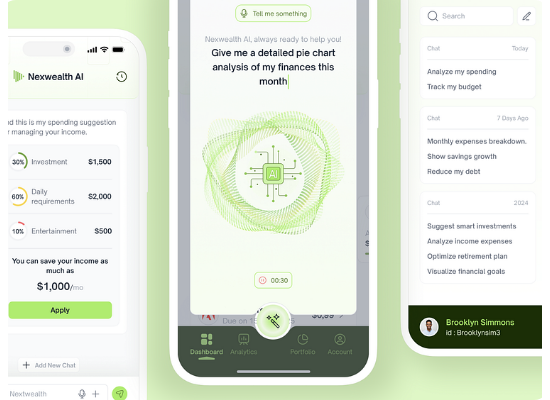 Nexwealth AI
nd this is my spending suggestion
r managing your income.
30%
Investment
$1,500
60%
Daily
requirements
$2,000
10%
Entertainment
$500
You can save your income as
much as
$1,000/mo
Apply
+ Add New Chat
Nextwealth
Tell me something
Nexwealth AI, always ready to help you!
Give me a detailed pie chart
analysis of my finances this
month
AI
00:30
Due on
Dashboard
Analytics
Portfolio
Account
Search
Chat
Today
Analyze my spending
Track my budget
Chat
7 Days Ago
Monthly expenses breakdown.
Show savings growth
Reduce my debt
Chat
2024
Suggest smart investments
Analyze income expenses
Optimize retirement plan
Visualize financial goals
Brooklyn Simmons
id : Brooklynsim3